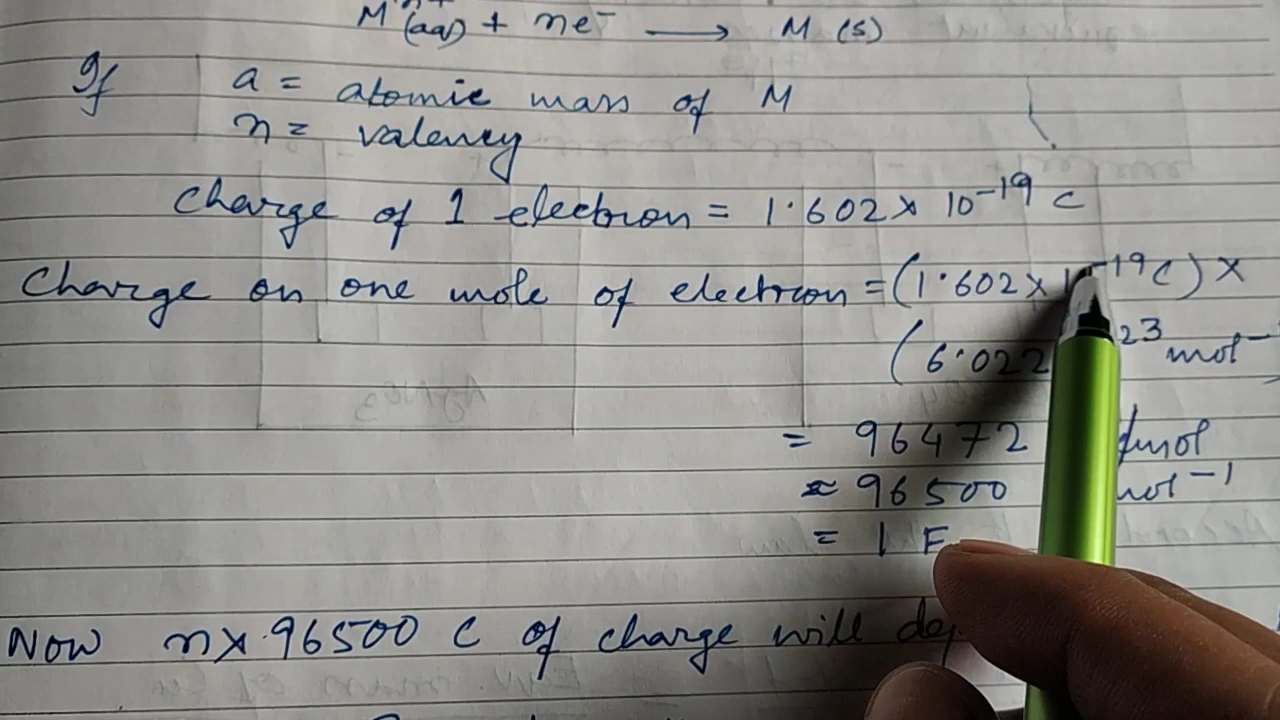 M n+ (aq) + ne⁻ → M (s)
If a = atomic mass of M
n = valency
Charge of 1 electron = 1.602 × 10⁻¹⁹ C
Charge on one mole of electron = (1.602 × ⁻¹⁹ C) ×
(6.022 ²³ mol⁻
= 96472 /mol
≈ 96500 mol⁻¹
= 1 F
Now n × 96500 C of charge will